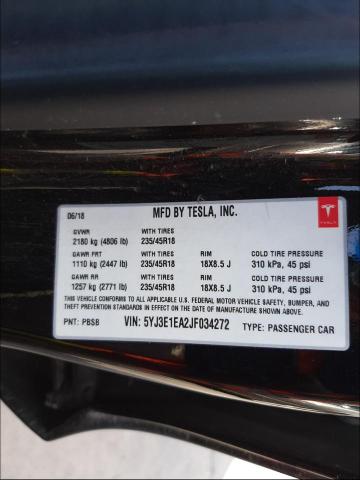 06/18 MFD BY TESLA, INC.
TESLA
GVWR WITH TIRES
2180 kg (4806 lb) 235/45R18
GAWR FRT WITH TIRES RIM COLD TIRE PRESSURE
1110 kg (2447 lb) 235/45R18 18X8.5 J 310 kPa, 45 psi
GAWR RR WITH TIRES RIM COLD TIRE PRESSURE
1257 kg (2771 lb) 235/45R18 18X8.5 J 310 kPa, 45 psi
THIS VEHICLE CONFORMS TO ALL APPLICABLE U.S. FEDERAL MOTOR VEHICLE SAFETY, BUMPER, AND
THEFT PREVENTION STANDARDS IN EFFECT ON THE DATE OF MANUFACTURE SHOWN ABOVE.
PNT: PBSB VIN: 5YJ3E1EA2JF034272 TYPE: PASSENGER CAR